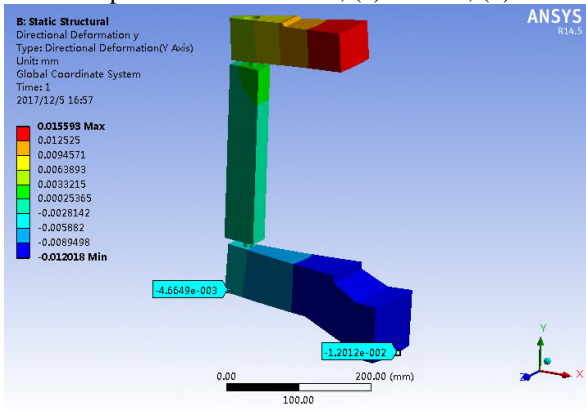 B: Static Structural
Directional Deformation y
Type: Directional Deformation(Y Axis)
Unit: mm
Global Coordinate System
Time: 1
2017/12/5 16:57
ANSYS
R14.5
0.015593 Max
0.012525
0.0094571
0.0063893
0.0033215
0.00025365
-0.0028142
-0.005882
-0.0089498
-0.012018 Min
-4.6649e-003
-1.2012e-002
0.00
200.00 (mm)
100.00
Y
Z
X